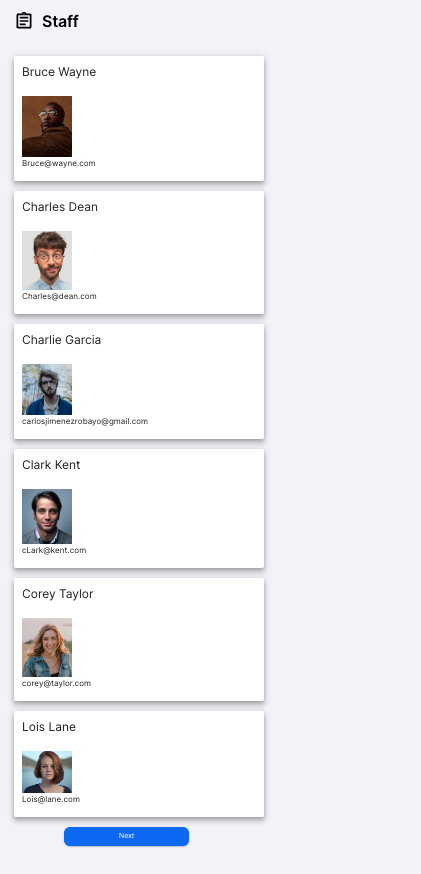 Staff
Bruce Wayne
Bruce@wayne.com
Charles Dean
Charles@dean.com
Charlie Garcia
carlosjimenezrobayo@gmail.com
Clark Kent
cLark@kent.com
Corey Taylor
corey@taylor.com
Lois Lane
Lois@lane.com
Next